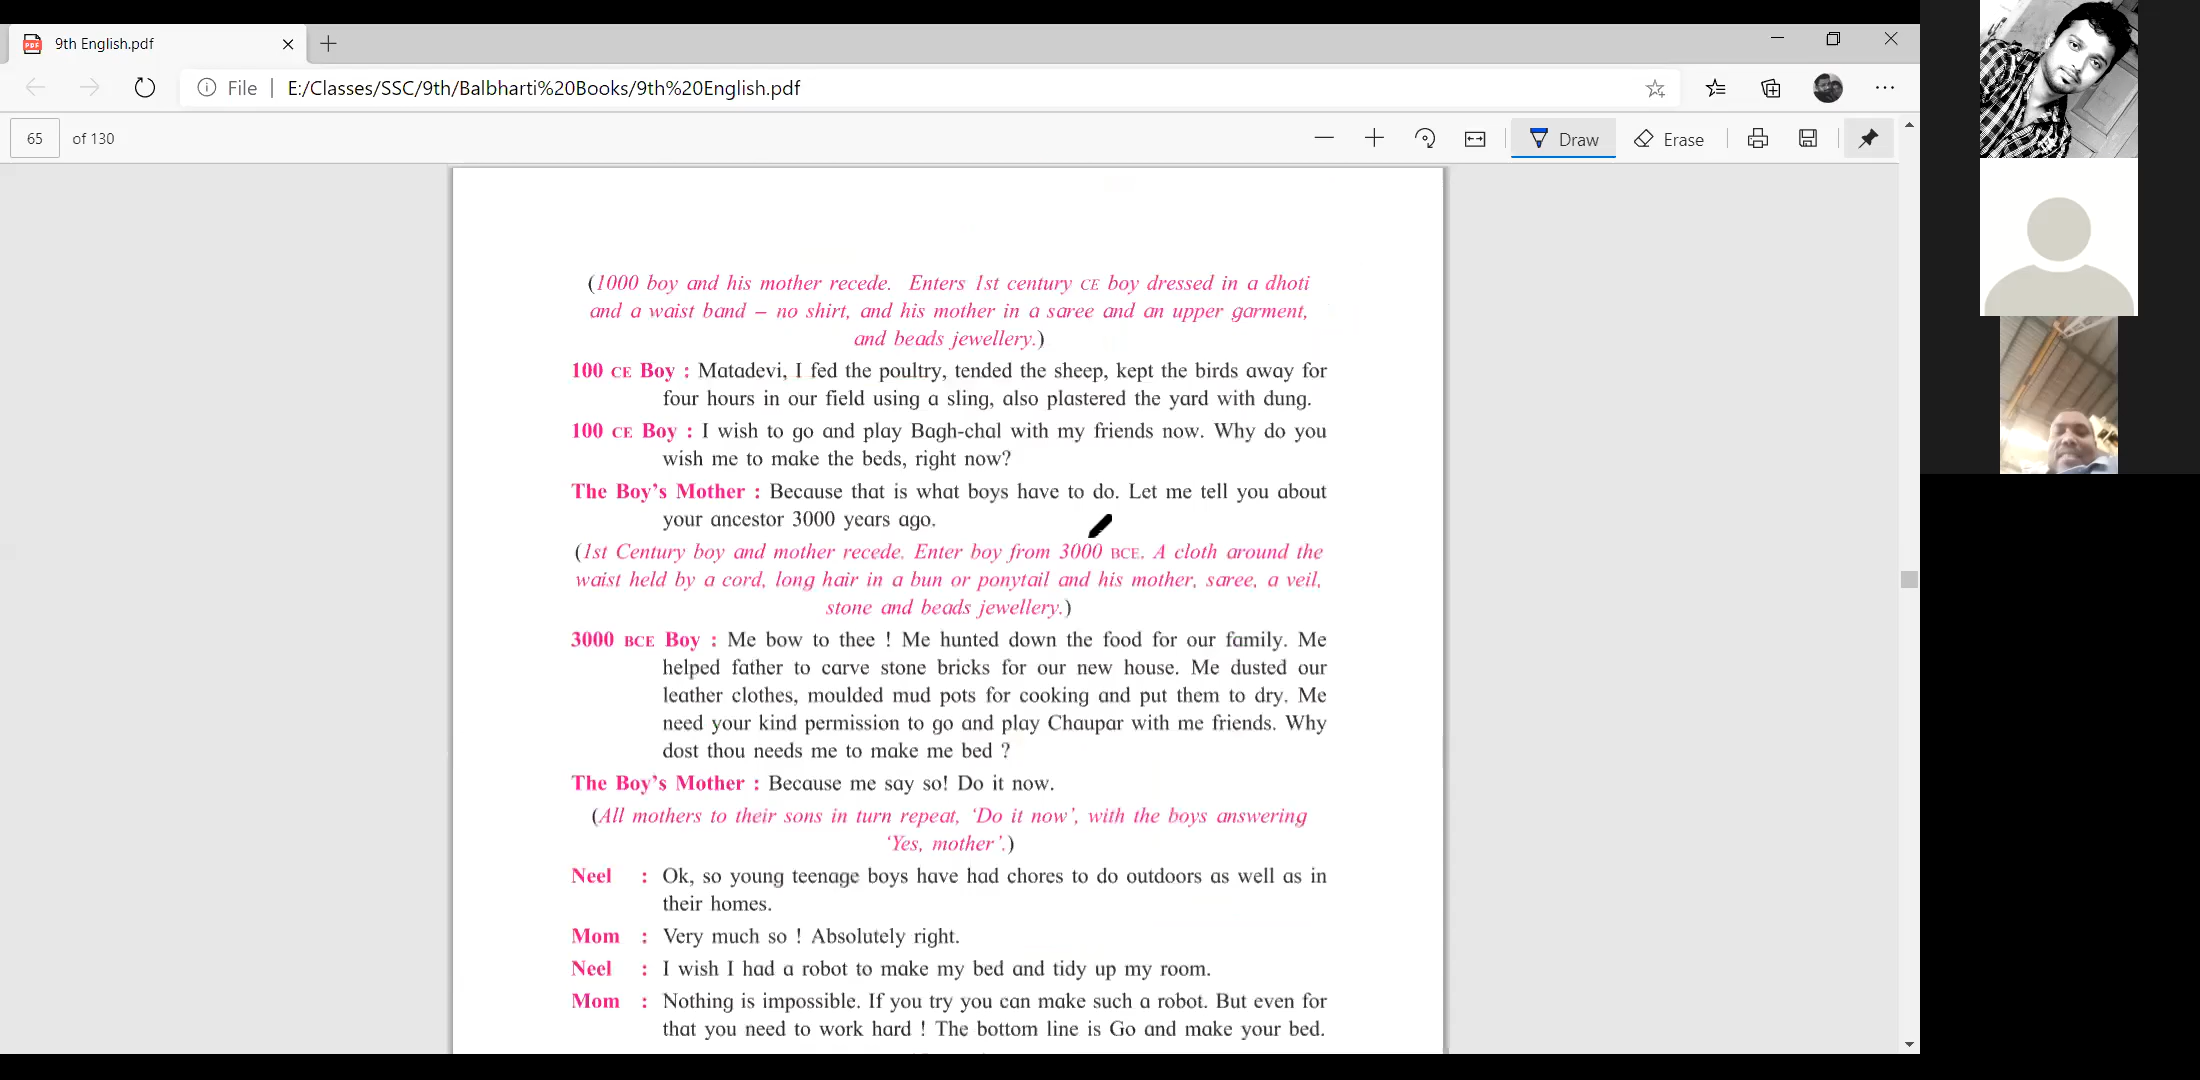 9th English.pdf
File | E:/Classes/SSC/9th/Balbharti%20Books/9th%20English.pdf
65 of 130
Draw
Erase
(1000 boy and his mother recede. Enters 1st century CE boy dressed in a dhoti
and a waist band – no shirt, and his mother in a saree and an upper garment,
and beads jewellery.)
100 CE Boy : Matadevi, I fed the poultry, tended the sheep, kept the birds away for
four hours in our field using a sling, also plastered the yard with dung.
100 CE Boy : I wish to go and play Bagh-chal with my friends now. Why do you
wish me to make the beds, right now?
The Boy's Mother : Because that is what boys have to do. Let me tell you about
your ancestor 3000 years ago.
(1st Century boy and mother recede. Enter boy from 3000 BCE. A cloth around the
waist held by a cord, long hair in a bun or ponytail and his mother, saree, a veil,
stone and beads jewellery.)
3000 BCE Boy : Me bow to thee ! Me hunted down the food for our family. Me
helped father to carve stone bricks for our new house. Me dusted our
leather clothes, moulded mud pots for cooking and put them to dry. Me
need your kind permission to go and play Chaupar with me friends. Why
dost thou needs me to make me bed ?
The Boy's Mother : Because me say so! Do it now.
(All mothers to their sons in turn repeat, 'Do it now', with the boys answering
'Yes, mother'.)
Neel : Ok, so young teenage boys have had chores to do outdoors as well as in
their homes.
Mom : Very much so ! Absolutely right.
Neel : I wish I had a robot to make my bed and tidy up my room.
Mom : Nothing is impossible. If you try you can make such a robot. But even for
that you need to work hard ! The bottom line is Go and make your bed.